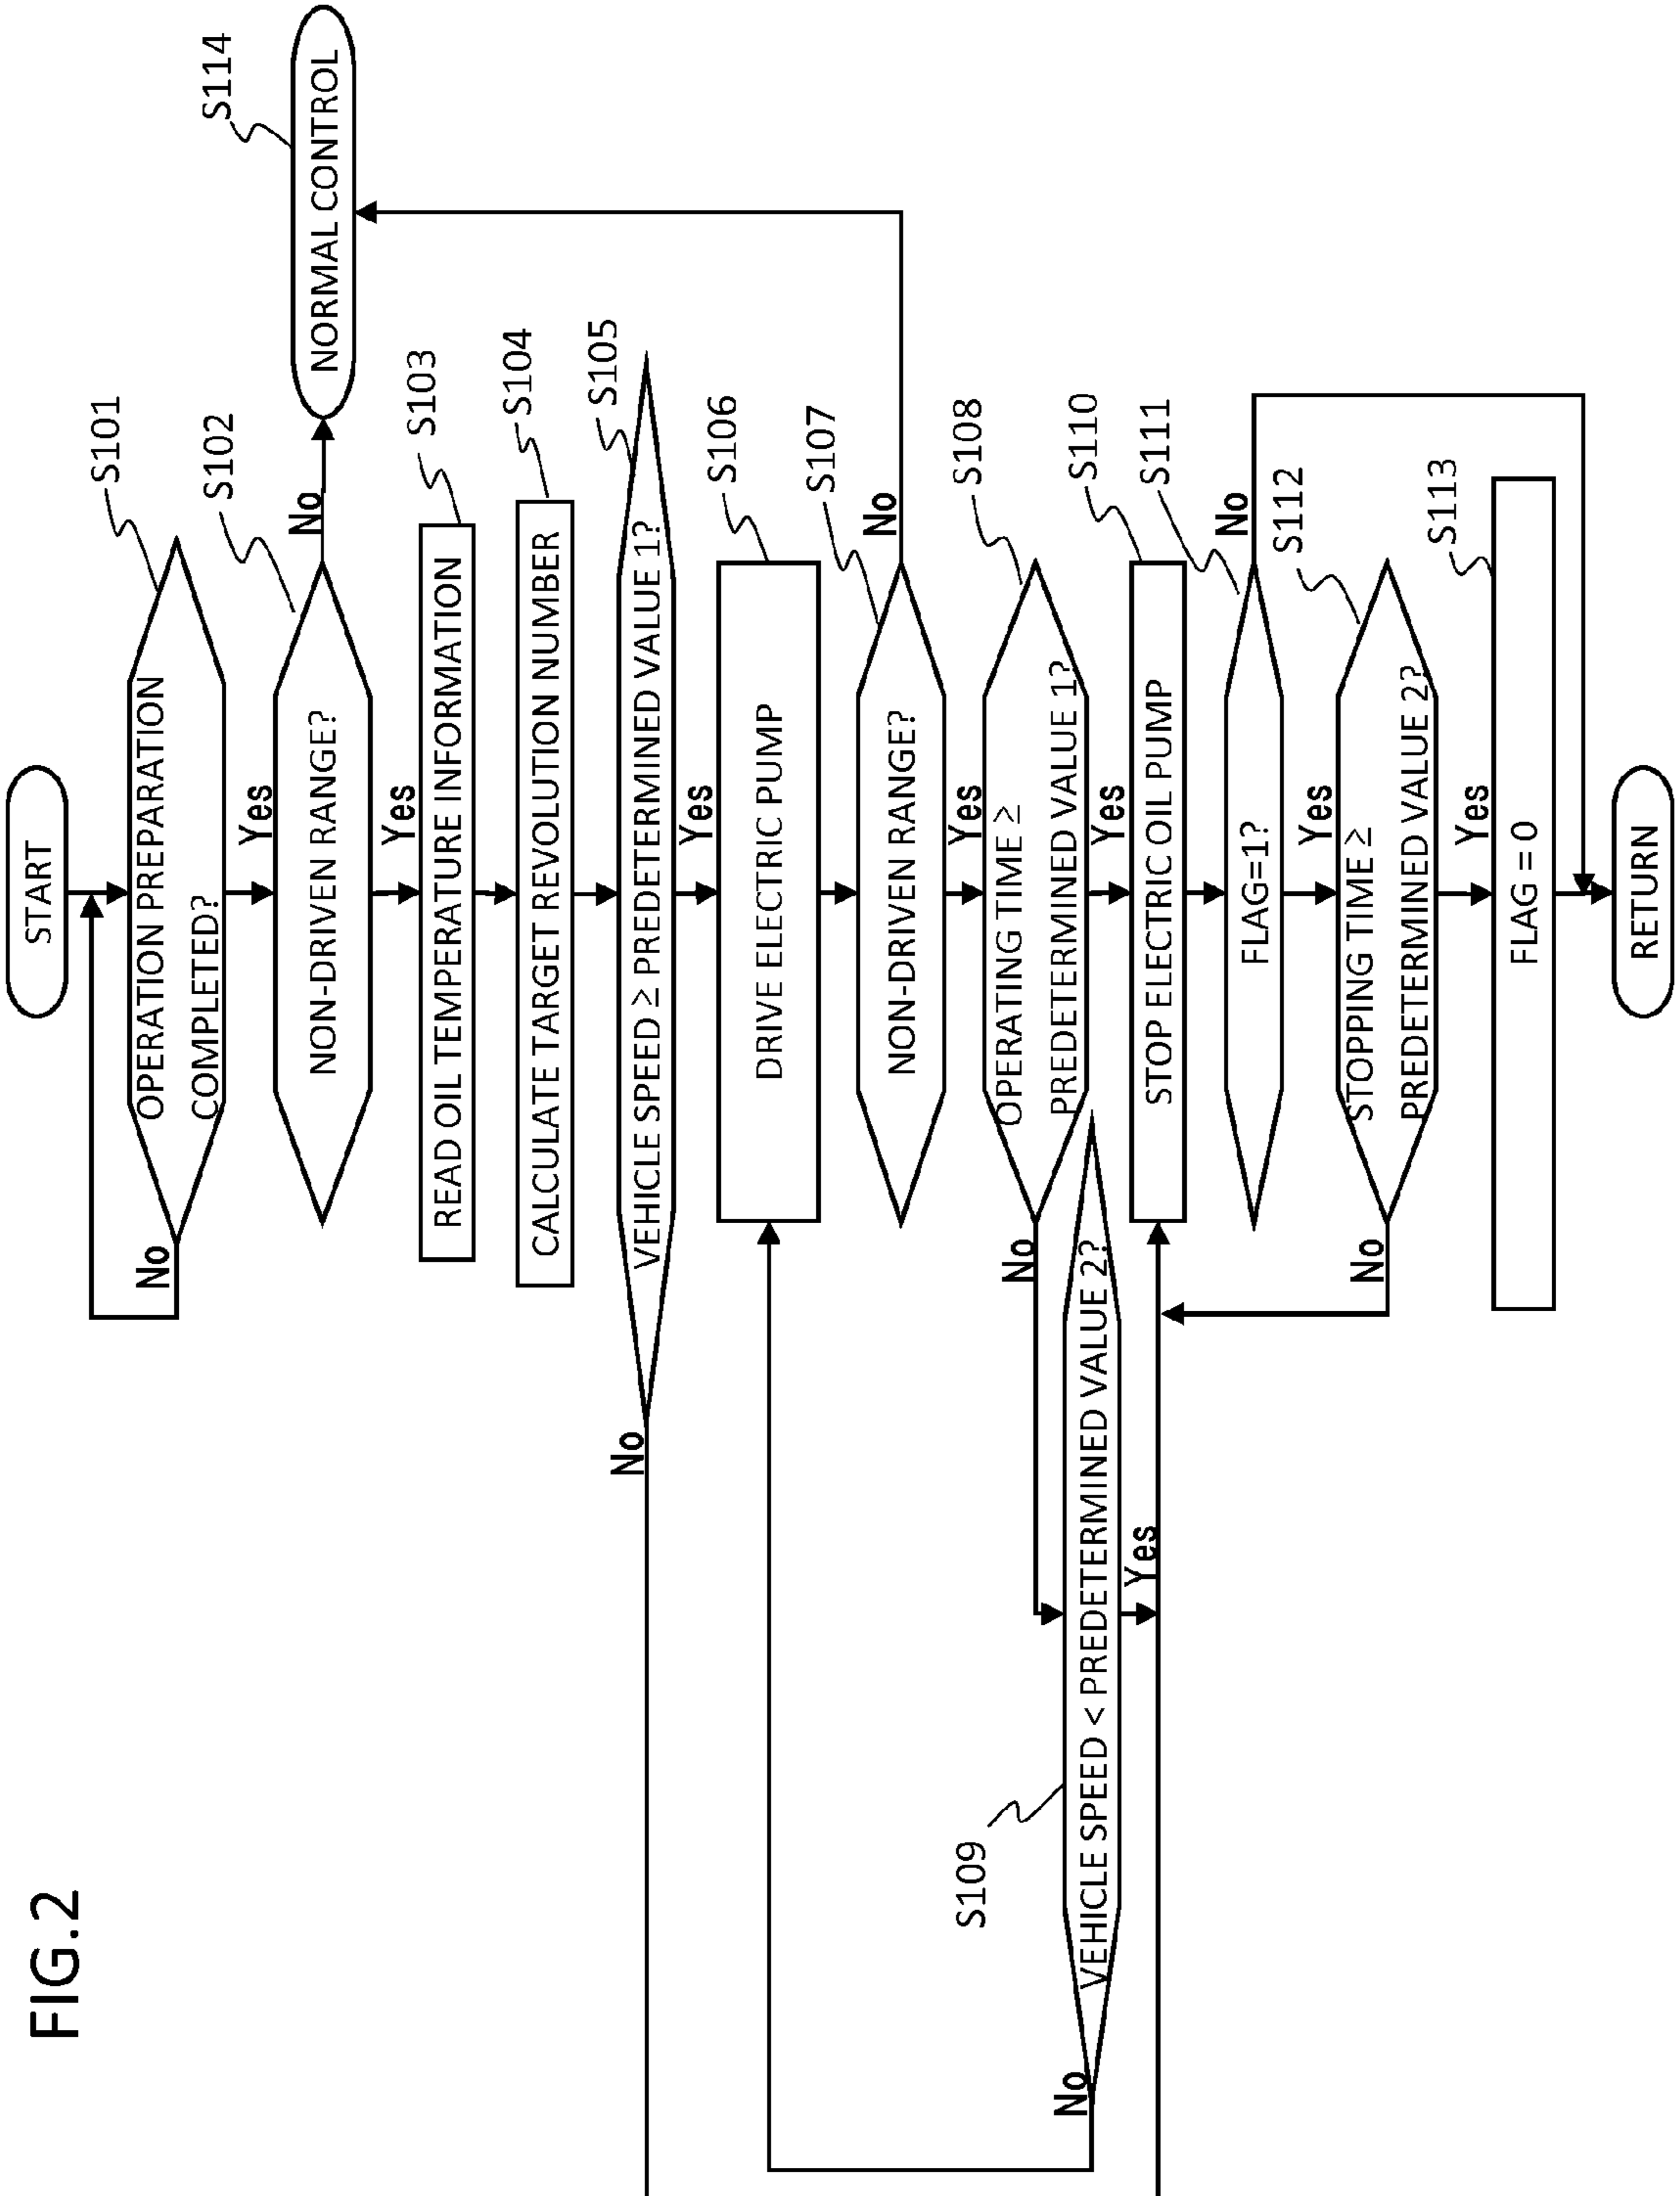 FIG.2
START
S101
OPERATION PREPARATION
COMPLETED?
No
Yes
S102
NON-DRIVEN RANGE?
No
S114
NORMAL CONTROL
Yes
S103
READ OIL TEMPERATURE INFORMATION
S104
CALCULATE TARGET REVOLUTION NUMBER
S105
VEHICLE SPEED ≥ PREDETERMINED VALUE 1?
No
Yes
S106
DRIVE ELECTRIC PUMP
S107
NON-DRIVEN RANGE?
No
Yes
S108
OPERATING TIME ≥
PREDETERMINED VALUE 1?
No
Yes
S109
VEHICLE SPEED < PREDETERMINED VALUE 2?
No
Yes
S110
STOP ELECTRIC OIL PUMP
S111
FLAG=1?
No
Yes
S112
STOPPING TIME ≥
PREDETERMINED VALUE 2?
No
Yes
S113
FLAG = 0
RETURN